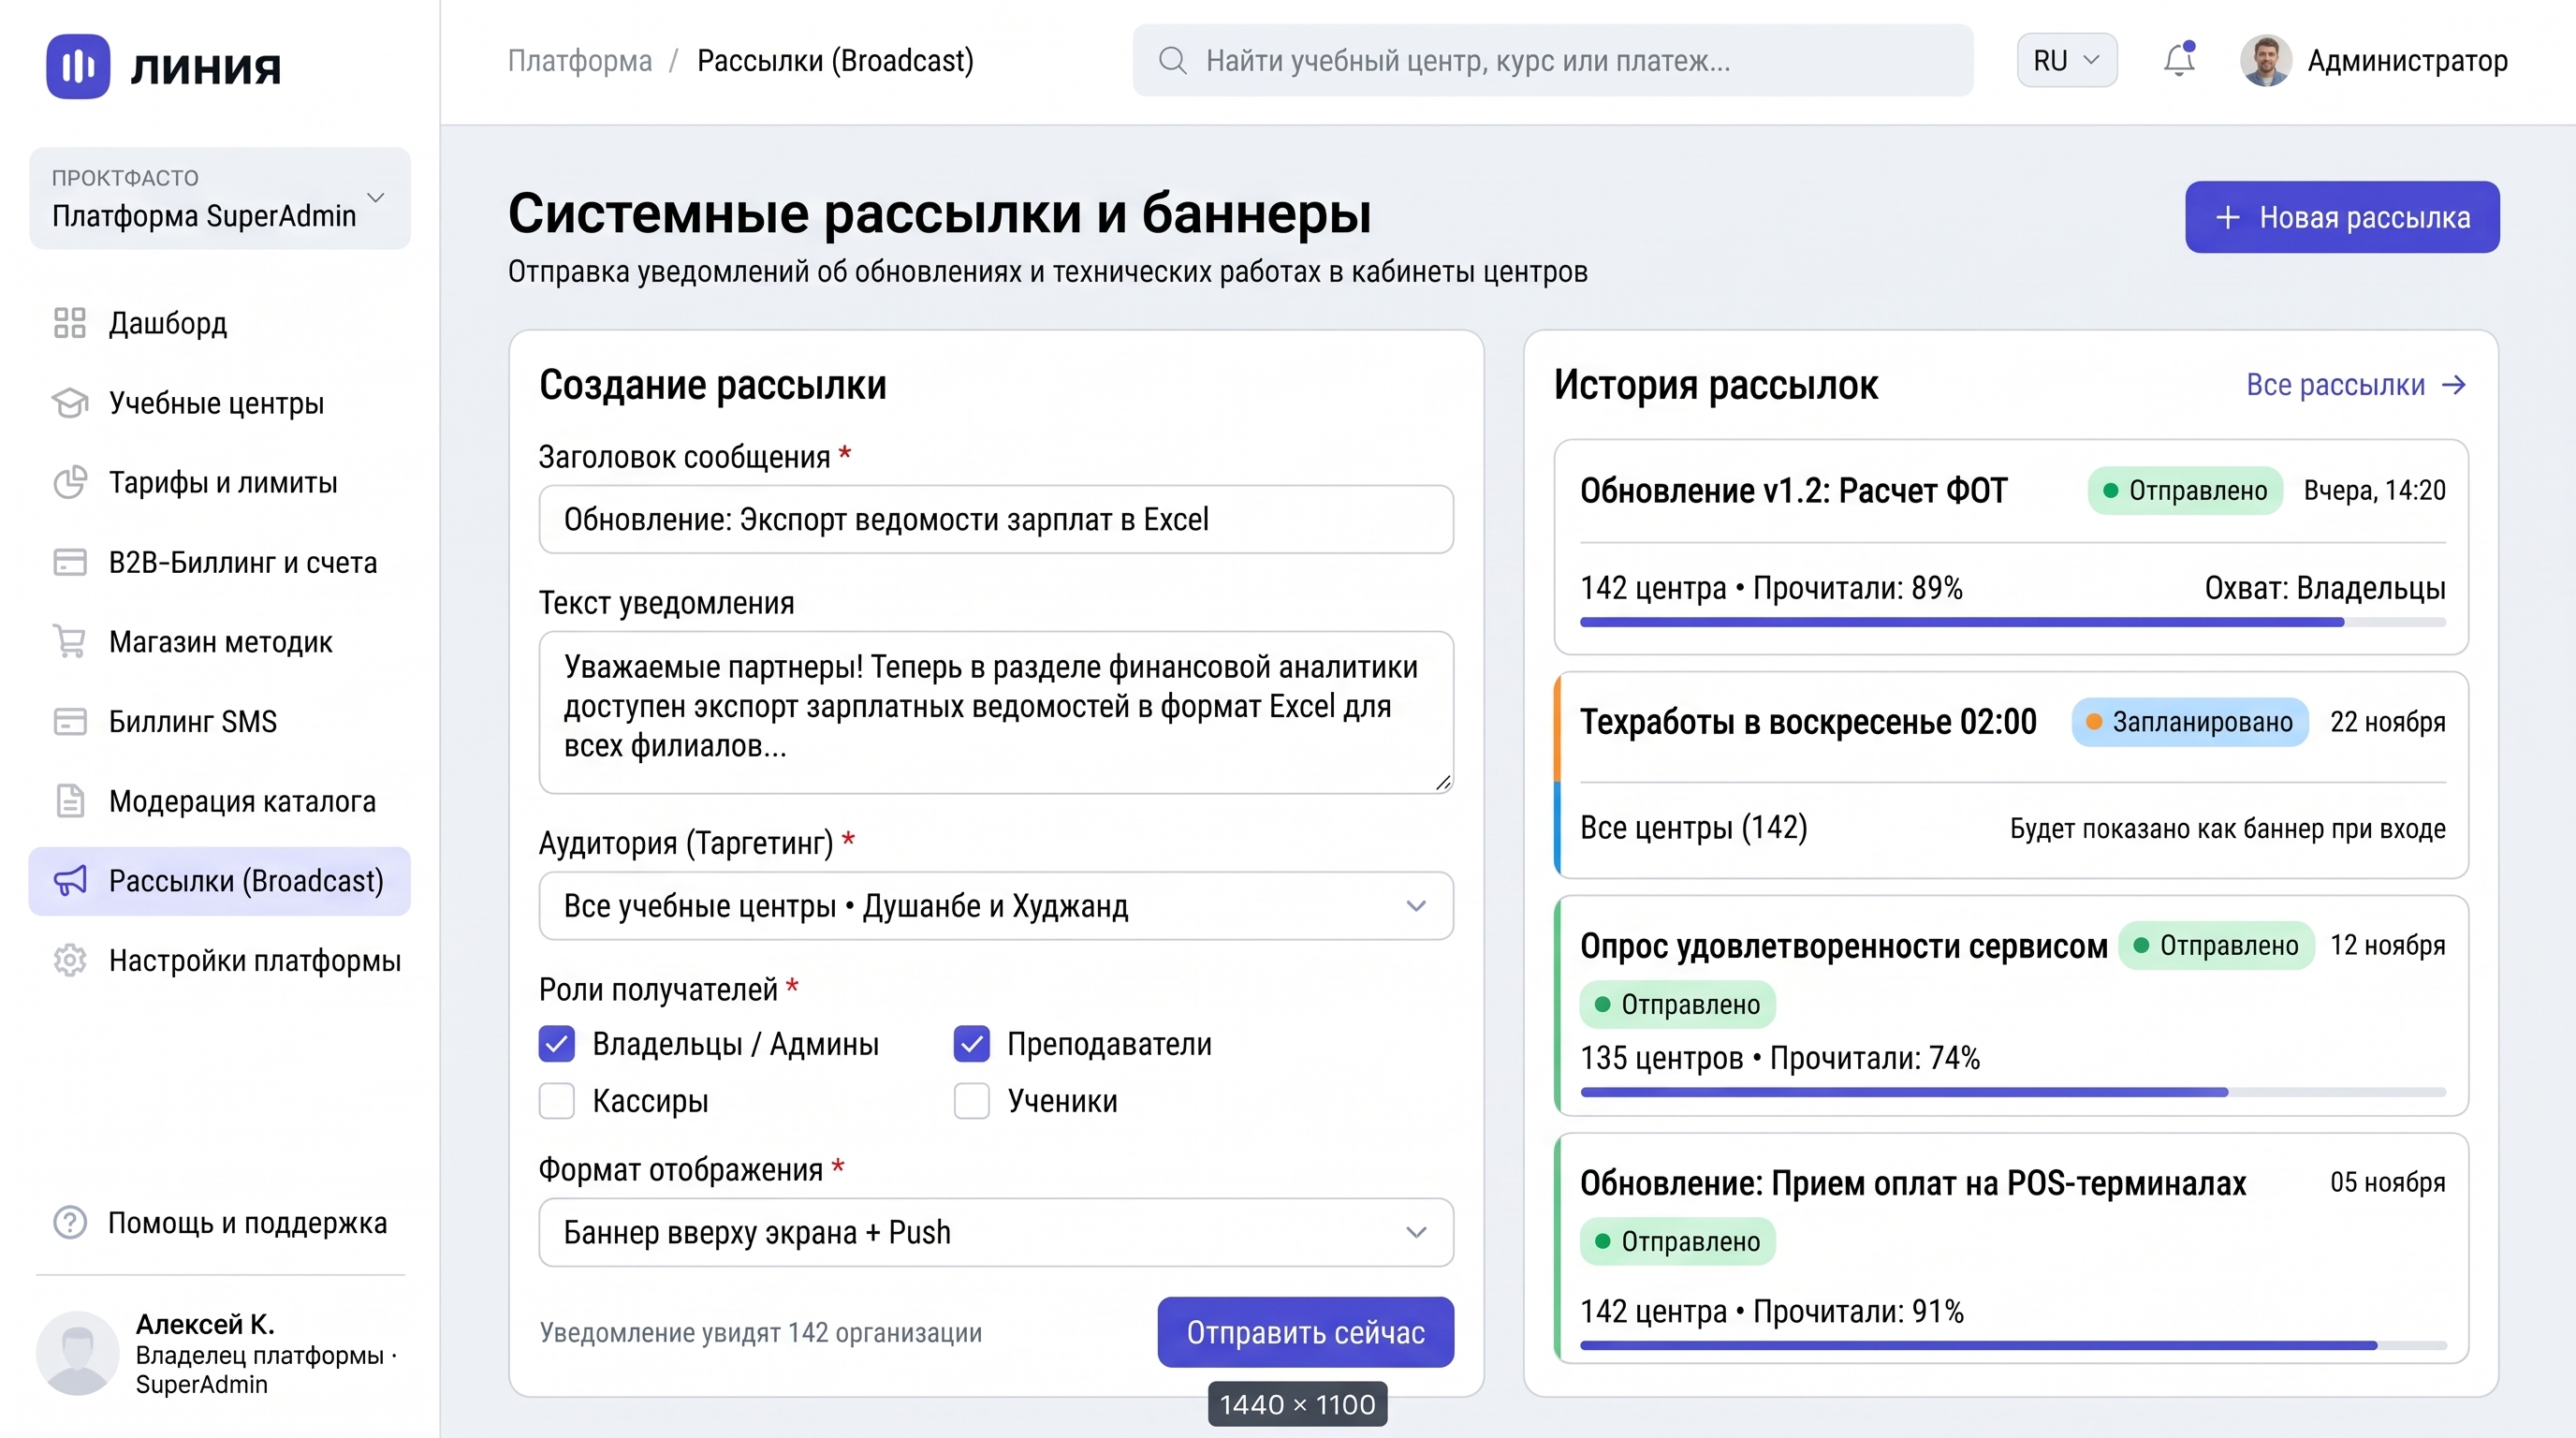 линия
ПРОКТФАСТО
Платформа SuperAdmin
Дашборд
Учебные центры
Тарифы и лимиты
B2B-Биллинг и счета
Магазин методик
Биллинг SMS
Модерация каталога
Рассылки (Broadcast)
Настройки платформы
Помощь и поддержка
Алексей К.
Владелец платформы ·
SuperAdmin
Платформа / Рассылки (Broadcast)
Найти учебный центр, курс или платеж...
RU
Администратор
Системные рассылки и баннеры
Отправка уведомлений об обновлениях и технических работах в кабинеты центров
+ Новая рассылка
Создание рассылки
Заголовок сообщения *
Обновление: Экспорт ведомости зарплат в Excel
Текст уведомления
Уважаемые партнеры! Теперь в разделе финансовой аналитики
доступен экспорт зарплатных ведомостей в формат Excel для
всех филиалов...
Аудитория (Таргетинг) *
Все учебные центры • Душанбе и Худжанд
Роли получателей *
Владельцы / Админы
Преподаватели
Кассиры
Ученики
Формат отображения *
Баннер вверху экрана + Push
Уведомление увидят 142 организации
Отправить сейчас
История рассылок
Все рассылки →
Обновление v1.2: Расчет ФОТ
Отправлено
Вчера, 14:20
142 центра • Прочитали: 89%
Охват: Владельцы
Техработы в воскресенье 02:00
Запланировано
22 ноября
Все центры (142)
Будет показано как баннер при входе
Опрос удовлетворенности сервисом
Отправлено
12 ноября
Отправлено
135 центров • Прочитали: 74%
Обновление: Прием оплат на POS-терминалах
05 ноября
Отправлено
142 центра • Прочитали: 91%
1440 × 1100